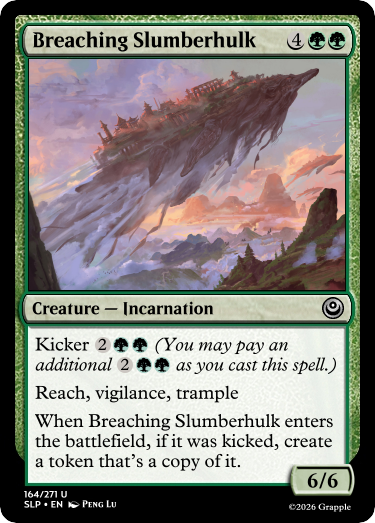 Breaching Slumberhulk 4
Creature — Incarnation
Kicker 2 (You may pay an
additional 2 as you cast this spell.)
Reach, vigilance, trample
When Breaching Slumberhulk enters
the battlefield, if it was kicked, create
a token that's a copy of it.
6/6
164/271 U
SLP • EN Peng Lu
©2026 Grapple